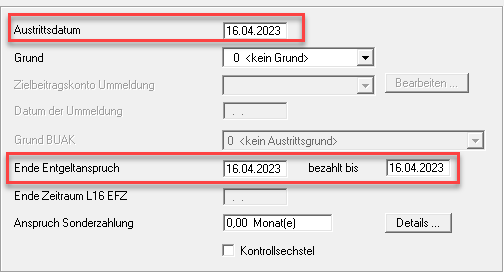 Austrittsdatum 16.04.2023
Grund 0 <kein Grund>
Zielbeitragskonto Ummeldung Bearbeiten ...
Datum der Ummeldung . .
Grund BUAK 0 <kein Austrittsgrund>
Ende Entgeltanspruch 16.04.2023 bezahlt bis 16.04.2023
Ende Zeitraum L16 EFZ . .
Anspruch Sonderzahlung 0,00 Monat(e) Details ...
Kontrollsechstel